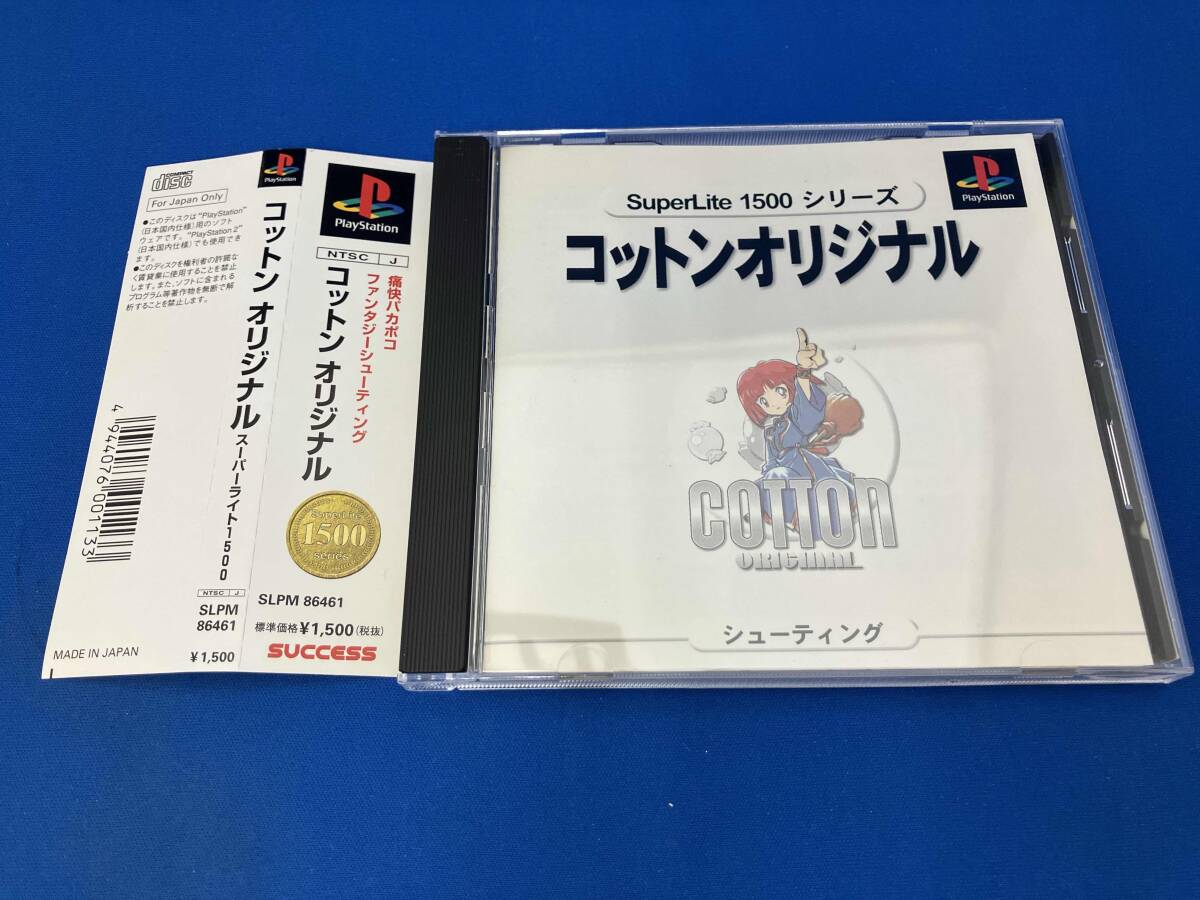 COMPACT
disc
For Japan Only
●このディスクは"PlayStation"
(日本国内仕様)用のソフト
ウェアです。"PlayStation 2"
(日本国内仕様)でも使用でき
ます。
●このディスクを権利者の許諾な
く賃貸業に使用することを禁止
します。また、ソフトに含まれる
プログラム等著作物を無断で解
析することを禁止します。
4 944076 001133
MADE IN JAPAN
PlayStation
コットン オリジナル
スーパーライト1500
NTSC J
SLPM
86461
¥1,500
PlayStation
NTSC J
痛快パカポコ
ファンタジーシューティング
コットン オリジナル
SuperLite
1500
series
SLPM 86461
標準価格¥1,500(税抜)
SUCCESS
SuperLite 1500 シリーズ
PlayStation
コットンオリジナル
COTTON
ORIGINAL
シューティング